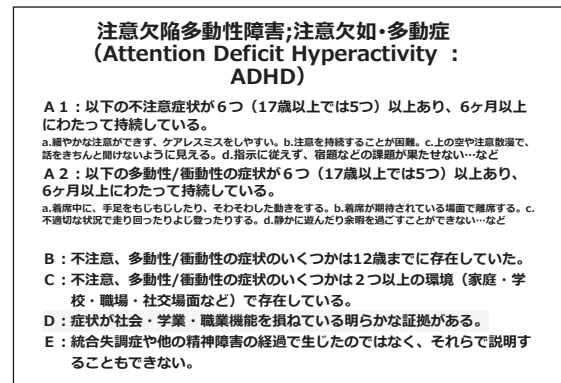 注意欠陥多動性障害;注意欠如･多動症
（Attention Deficit Hyperactivity ：
ADHD）
Ａ１：以下の不注意症状が６つ（17歳以上では5つ）以上あり、6ヶ月以上
にわたって持続している。
a.細やかな注意ができず、ケアレスミスをしやすい。b.注意を持続することが困難。c.上の空や注意散漫で、
話をきちんと聞けないように見える。d.指示に従えず、宿題などの課題が果たせない…など
Ａ２：以下の多動性/衝動性の症状が６つ（17歳以上では5つ）以上あり、
6ヶ月以上にわたって持続している。
a.着席中に、手足をもじもじしたり、そわそわした動きをする。b.着席が期待されている場面で離席する。c.
不適切な状況で走り回ったりよじ登ったりする。d.静かに遊んだり余暇を過ごすことができない…など
Ｂ：不注意、多動性/衝動性の症状のいくつかは12歳までに存在していた。
Ｃ：不注意、多動性/衝動性の症状のいくつかは２つ以上の環境（家庭・学
校・職場・社交場面など）で存在している。
Ｄ：症状が社会・学業・職業機能を損ねている明らかな証拠がある。
Ｅ：統合失調症や他の精神障害の経過で生じたのではなく、それらで説明す
ることもできない。